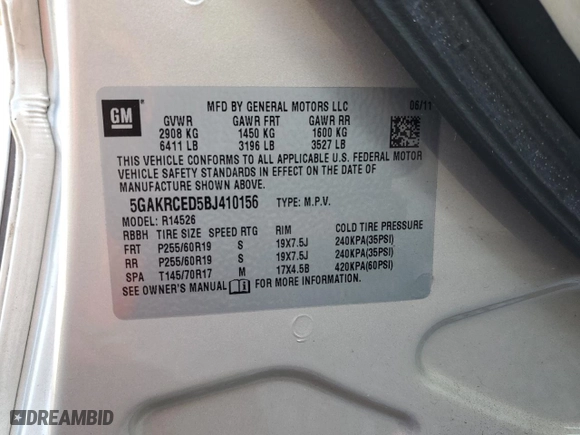 GM
MFD BY GENERAL MOTORS LLC 06/11
GVWR GAWR FRT GAWR RR
2908 KG 1450 KG 1600 KG
6411 LB 3196 LB 3527 LB
THIS VEHICLE CONFORMS TO ALL APPLICABLE U.S. FEDERAL MOTOR
VEHICLE SAFETY STANDARDS IN EFFECT ON THE DATE OF
MANUFACTURE SHOWN ABOVE.
5GAKRCED5BJ410156 TYPE: M.P.V.
MODEL: R14526
RBBH TIRE SIZE SPEED RTG RIM COLD TIRE PRESSURE
FRT P255/60R19 S 19X7.5J 240KPA(35PSI)
RR P255/60R19 S 19X7.5J 240KPA(35PSI)
SPA T145/70R17 M 17X4.5B 420KPA(60PSI)
SEE OWNER'S MANUAL FOR MORE INFORMATION.
DREAMBID